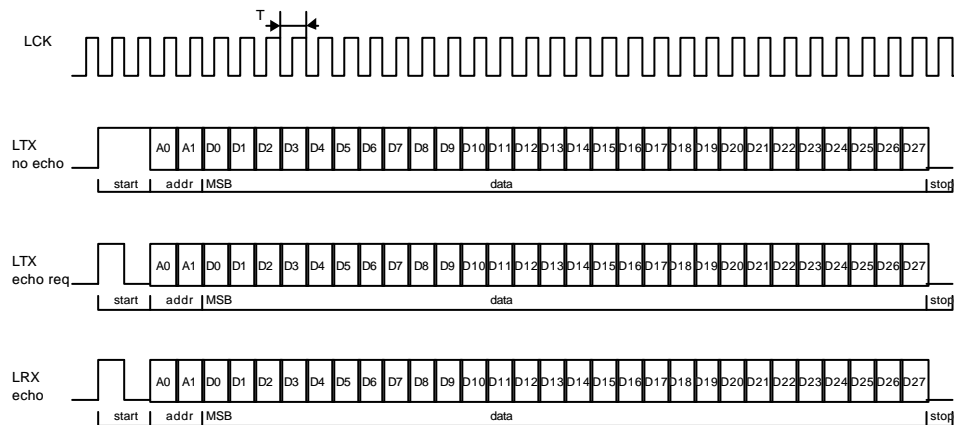 T
LCK
LTX
no echo
A0 A1 D0 D1 D2 D3 D4 D5 D6 D7 D8 D9 D10 D11 D12 D13 D14 D15 D16 D17 D18 D19 D20 D21 D22 D23 D24 D25 D26 D27
start addr MSB data stop
LTX
echo req
A0 A1 D0 D1 D2 D3 D4 D5 D6 D7 D8 D9 D10 D11 D12 D13 D14 D15 D16 D17 D18 D19 D20 D21 D22 D23 D24 D25 D26 D27
start addr MSB data stop
LRX
echo
A0 A1 D0 D1 D2 D3 D4 D5 D6 D7 D8 D9 D10 D11 D12 D13 D14 D15 D16 D17 D18 D19 D20 D21 D22 D23 D24 D25 D26 D27
start addr MSB data stop